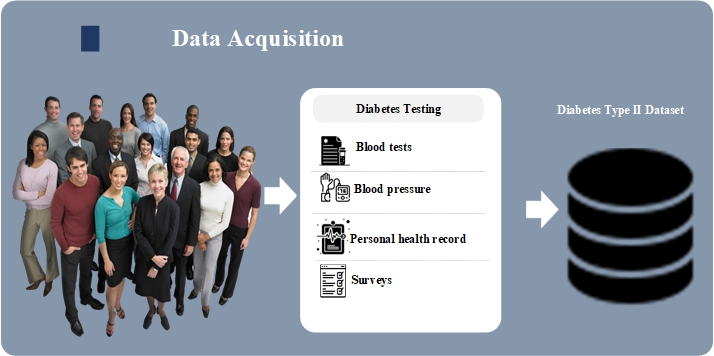 Data Acquisition
Diabetes Testing
Blood tests
Blood pressure
Personal health record
Surveys
Diabetes Type II Dataset